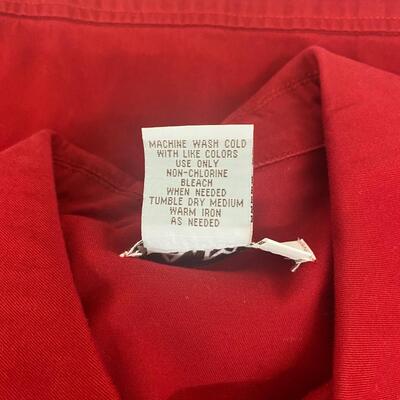 MACHINE WASH COLD
WITH LIKE COLORS
USE ONLY
NON-CHLORINE
BLEACH
WHEN NEEDED
TUMBLE DRY MEDIUM
WARM IRON
AS NEEDED